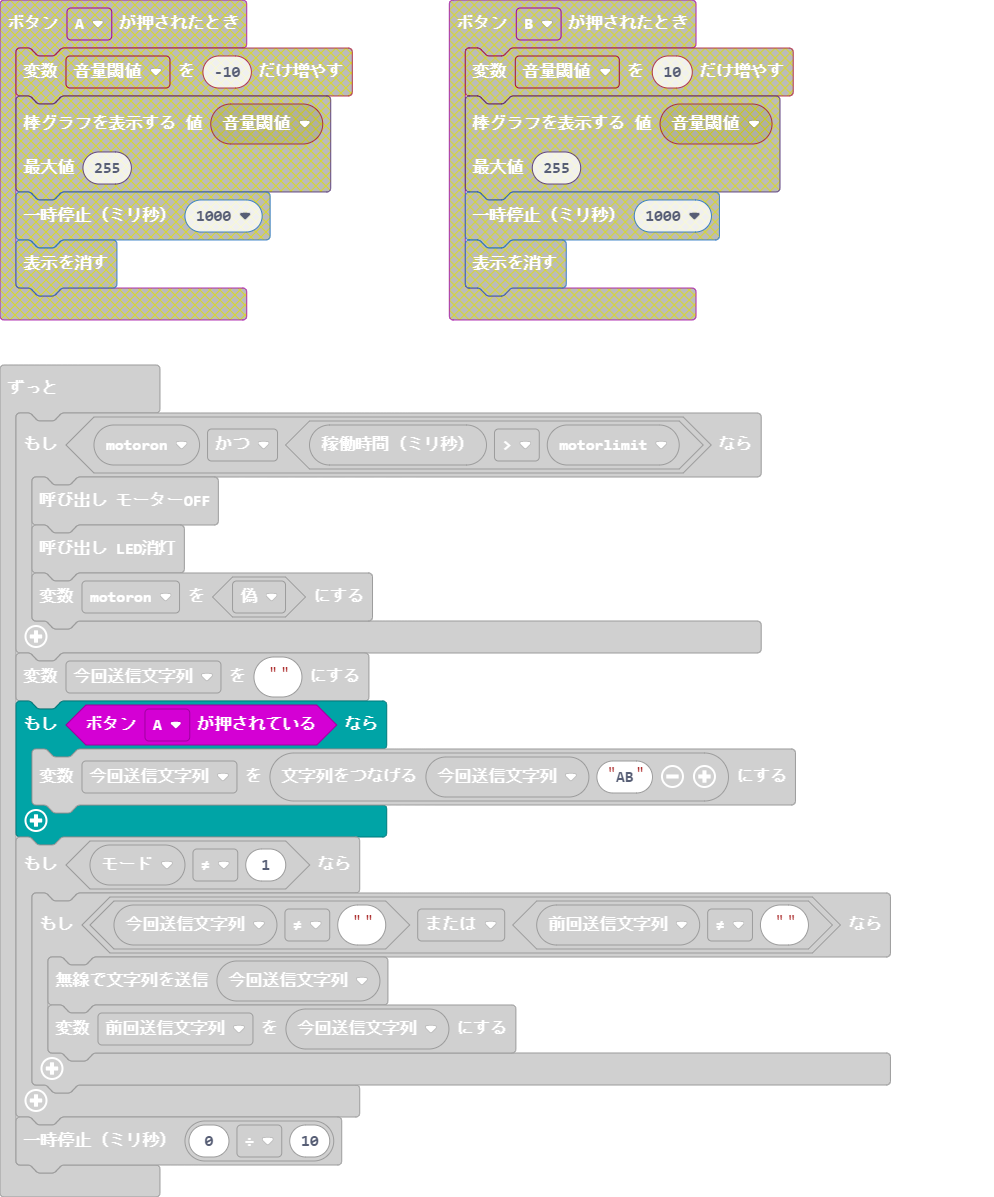 ボタン A が押されたとき
変数 音量閾値 を -10 だけ増やす
棒グラフを表示する 値 音量閾値
最大値 255
一時停止（ミリ秒） 1000
表示を消す
ボタン B が押されたとき
変数 音量閾値 を 10 だけ増やす
棒グラフを表示する 値 音量閾値
最大値 255
一時停止（ミリ秒） 1000
表示を消す
ずっと
もし motoron かつ 稼働時間（ミリ秒） > motorlimit なら
呼び出し モーターOFF
呼び出し LED消灯
変数 motoron を 偽 にする
変数 今回送信文字列 を "" にする
もし ボタン A が押されている なら
変数 今回送信文字列 を 文字列をつなげる 今回送信文字列 "AB" にする
もし モード ≠ 1 なら
もし 今回送信文字列 ≠ "" または 前回送信文字列 ≠ "" なら
無線で文字列を送信 今回送信文字列
変数 前回送信文字列 を 今回送信文字列 にする
一時停止（ミリ秒） 0 ÷ 10